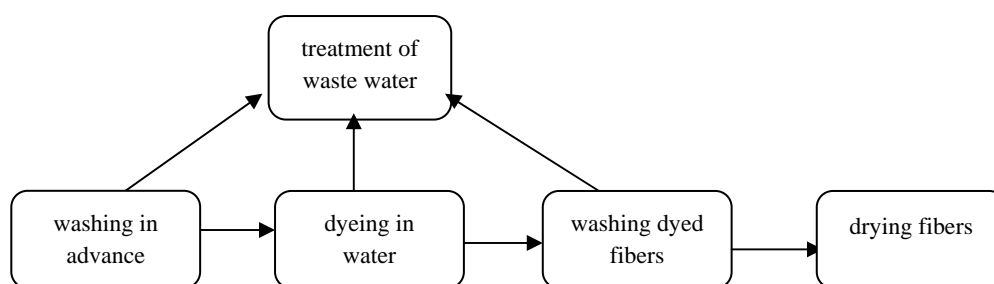 treatment of
waste water
washing in
advance
dyeing in
water
washing dyed
fibers
drying fibers